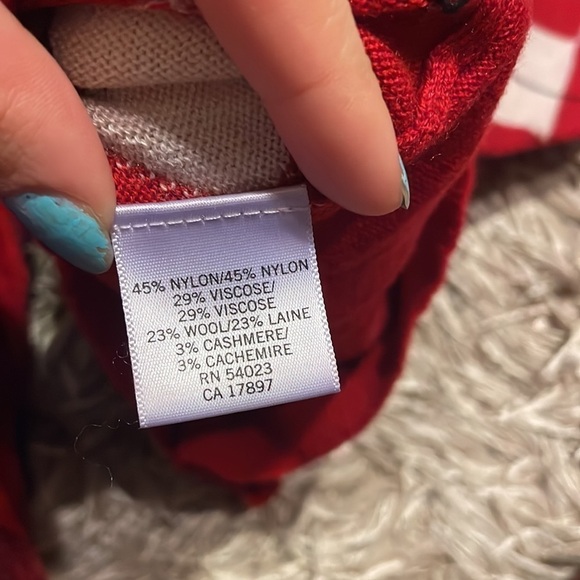 45% NYLON/45% NYLON
29% VISCOSE/
29% VISCOSE
23% WOOL/23% LAINE
3% CASHMERE/
3% CACHEMIRE
RN 54023
CA 17897